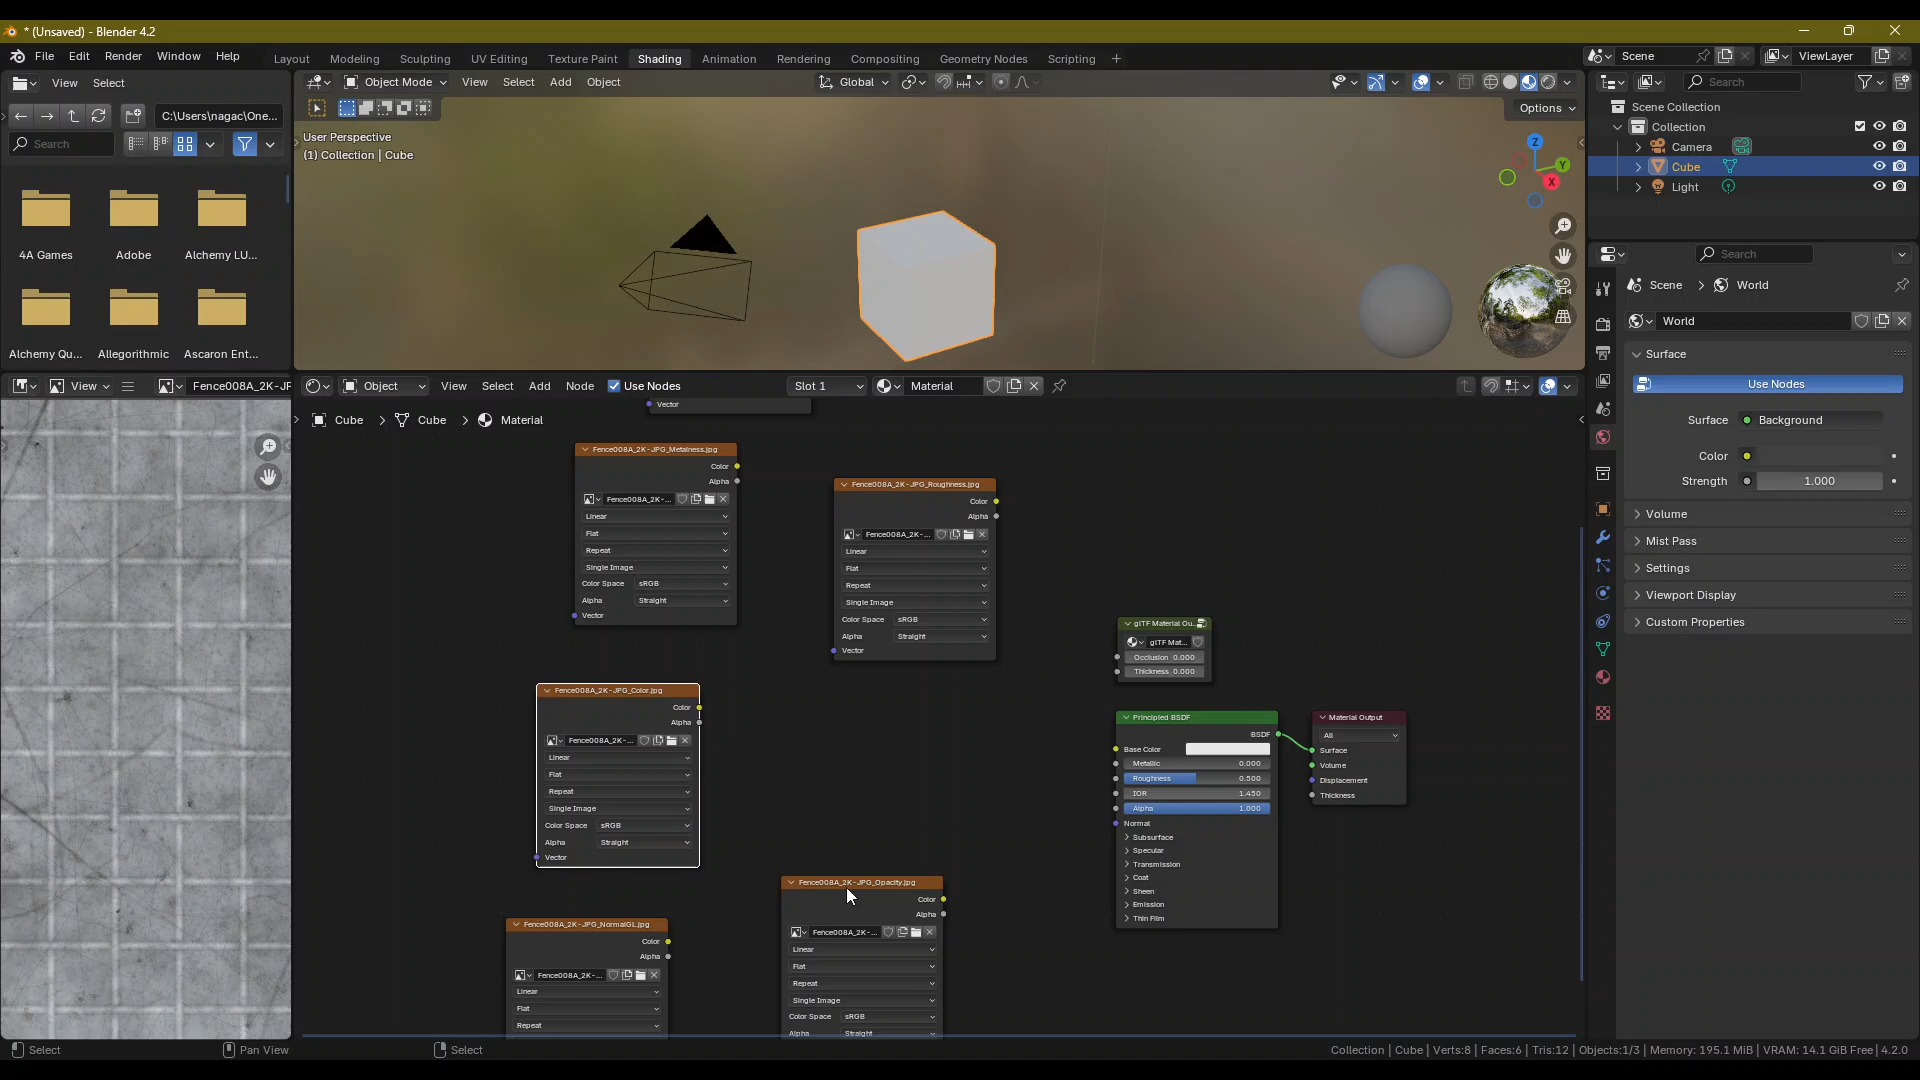 * (Unsaved) - Blender 4.2
File Edit Render Window Help
Layout Modeling Sculpting UV Editing Texture Paint Shading Animation Rendering Compositing Geometry Nodes Scripting +
Scene
ViewLayer
View Select
C:\Users\nagac\One...
Search
4A Games
Adobe
Alchemy LU...
Alchemy Qu...
Allegorithmic
Ascaron Ent...
Object Mode View Select Add Object
Global
Options
User Perspective
(1) Collection | Cube
Z
Y
X
Search
Scene Collection
Collection
Camera
Cube
Light
Search
Scene > World
World
Surface
Use Nodes
Surface Background
Color
Strength 1.000
Volume
Mist Pass
Settings
Viewport Display
Custom Properties
View
Fence008A_2K-JF
Object View Select Add Node Use Nodes
Slot 1
Material
Cube > Cube > Material
Vector
Fence008A_2K-JPG_Metalness.jpg
Color
Alpha
Fence008A_2K-...
Linear
Flat
Repeat
Single Image
Color Space sRGB
Alpha Straight
Vector
Fence008A_2K-JPG_Roughness.jpg
Color
Alpha
Fence008A_2K-...
Linear
Flat
Repeat
Single Image
Color Space sRGB
Alpha Straight
Vector
Fence008A_2K-JPG_Color.jpg
Color
Alpha
Fence008A_2K-...
Linear
Flat
Repeat
Single Image
Color Space sRGB
Alpha Straight
Vector
glTF Material Ou...
glTF Mat...
Occlusion 0.000
Thickness 0.000
Principled BSDF
BSDF
Base Color
Metallic 0.000
Roughness 0.500
IOR 1.450
Alpha 1.000
Normal
Subsurface
Specular
Transmission
Coat
Sheen
Emission
Thin Film
Material Output
All
Surface
Volume
Displacement
Thickness
Fence008A_2K-JPG_NormalGL.jpg
Color
Alpha
Fence008A_2K-...
Linear
Flat
Repeat
Fence008A_2K-JPG_Opacity.jpg
Color
Alpha
Fence008A_2K-...
Linear
Flat
Repeat
Single Image
Color Space sRGB
Alpha Straight
Select
Pan View
Select
Collection | Cube | Verts:8 | Faces:6 | Tris:12 | Objects:1/3 | Memory: 195.1 MiB | VRAM: 14.1 GiB Free | 4.2.0